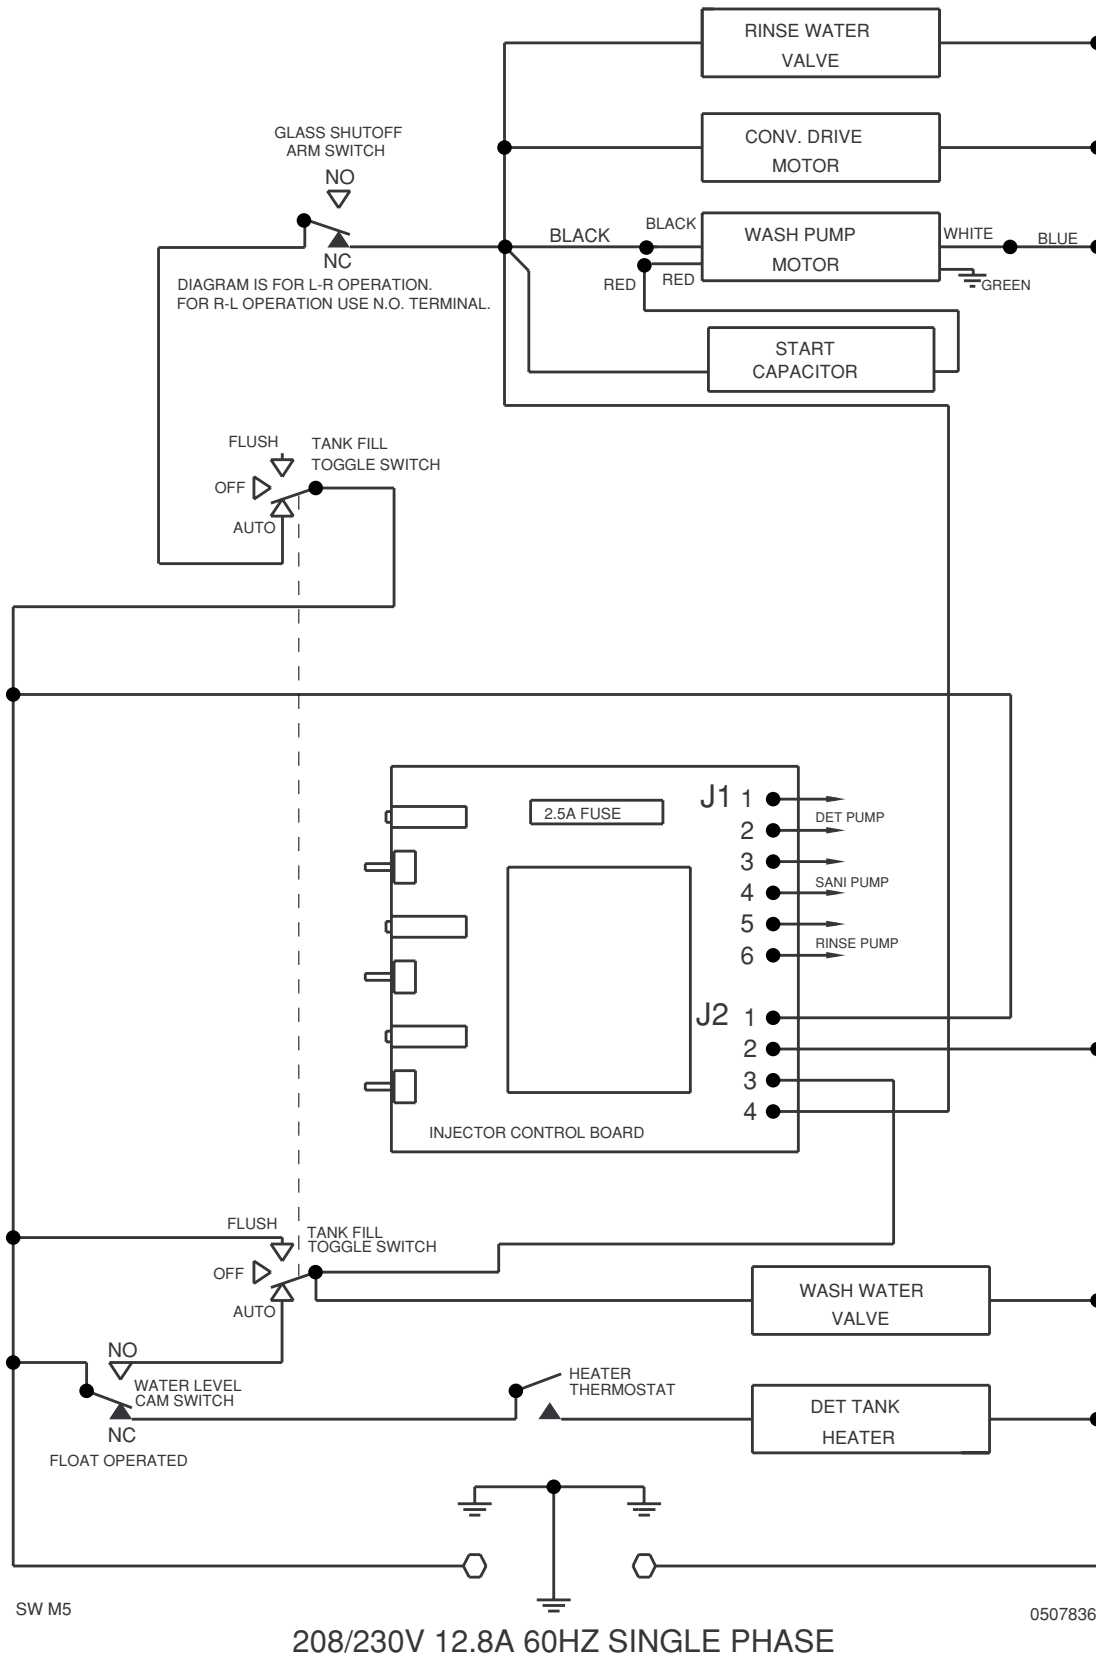 RINSE WATER
VALVE
CONV. DRIVE
MOTOR
GLASS SHUTOFF
ARM SWITCH
NO
NC
DIAGRAM IS FOR L-R OPERATION.
FOR R-L OPERATION USE N.O. TERMINAL.
BLACK
BLACK
RED
RED
WASH PUMP
MOTOR
WHITE
BLUE
GREEN
START
CAPACITOR
FLUSH
TANK FILL
TOGGLE SWITCH
OFF
AUTO
2.5A FUSE
J1 1
DET PUMP
2
3
SANI PUMP
4
5
RINSE PUMP
6
J2 1
2
3
4
INJECTOR CONTROL BOARD
FLUSH
TANK FILL
TOGGLE SWITCH
OFF
AUTO
WASH WATER
VALVE
NO
WATER LEVEL
CAM SWITCH
NC
FLOAT OPERATED
HEATER
THERMOSTAT
DET TANK
HEATER
SW M5
0507836
208/230V 12.8A 60HZ SINGLE PHASE